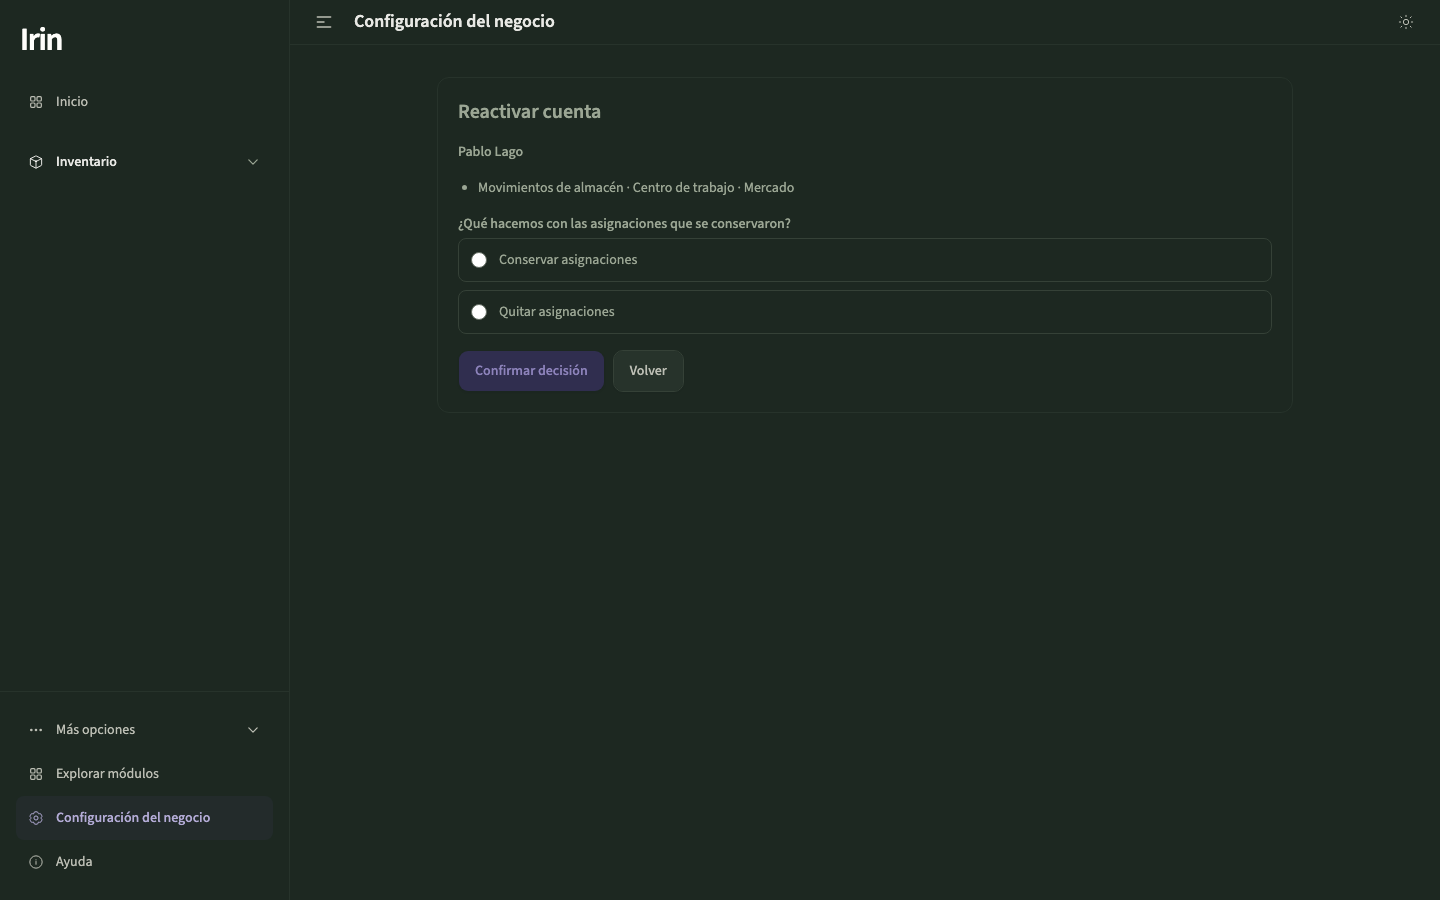 Irin
Inicio
Inventario
Más opciones
Explorar módulos
Configuración del negocio
Ayuda
Configuración del negocio
Reactivar cuenta
Pablo Lago
• Movimientos de almacén · Centro de trabajo · Mercado
¿Qué hacemos con las asignaciones que se conservaron?
Conservar asignaciones
Quitar asignaciones
Confirmar decisión
Volver